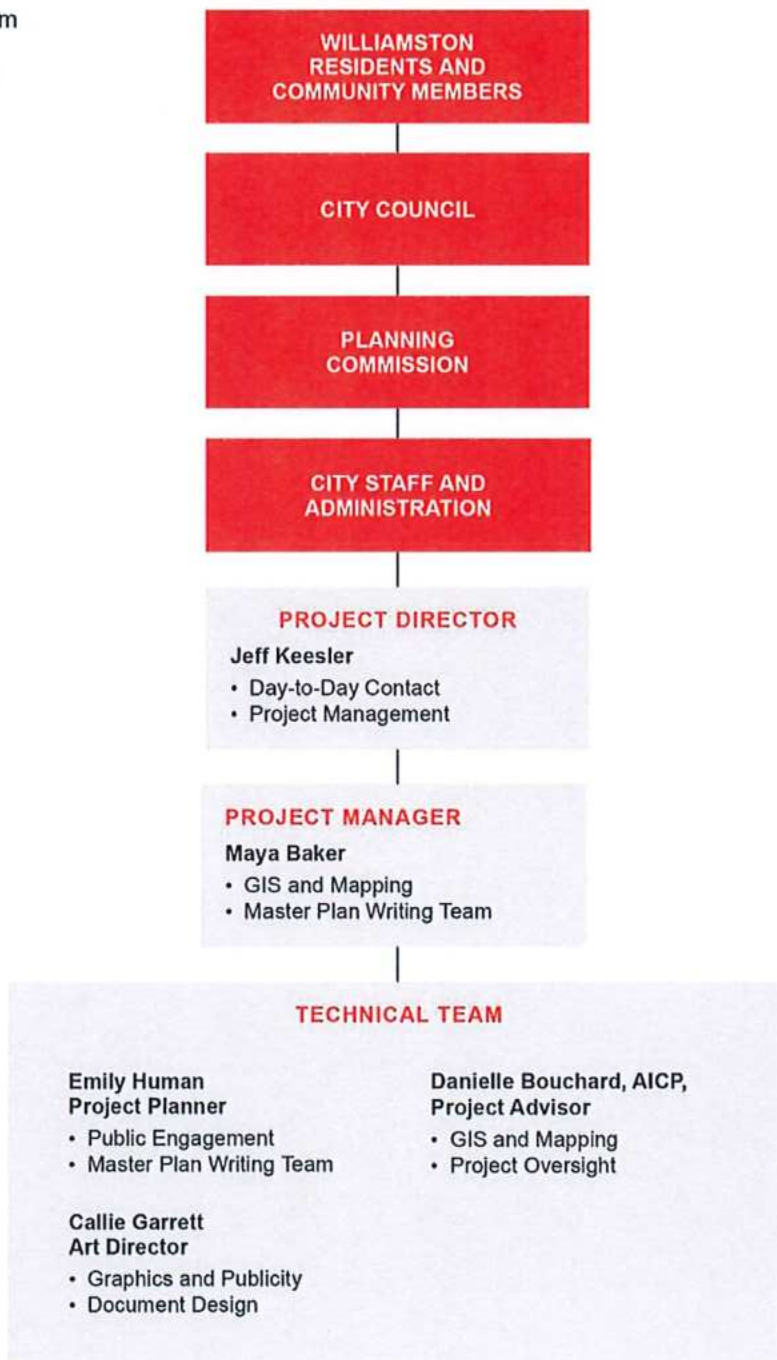 m
WILLIAMSTON
RESIDENTS AND
COMMUNITY MEMBERS
CITY COUNCIL
PLANNING
COMMISSION
CITY STAFF AND
ADMINISTRATION
PROJECT DIRECTOR
Jeff Keesler
• Day-to-Day Contact
• Project Management
PROJECT MANAGER
Maya Baker
• GIS and Mapping
• Master Plan Writing Team
TECHNICAL TEAM
Emily Human
Project Planner
• Public Engagement
• Master Plan Writing Team
Callie Garrett
Art Director
• Graphics and Publicity
• Document Design
Danielle Bouchard, AICP,
Project Advisor
• GIS and Mapping
• Project Oversight